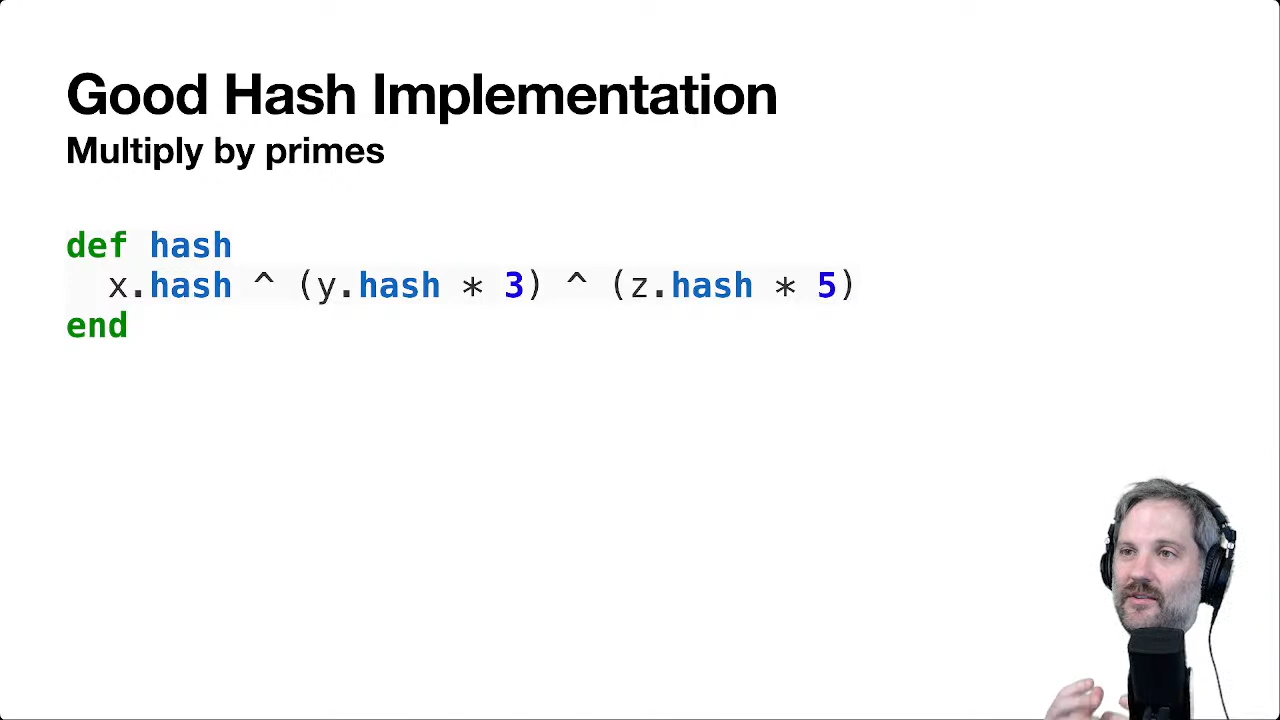 Good Hash Implementation
Multiply by primes
def hash
  x.hash ^ (y.hash * 3) ^ (z.hash * 5)
end